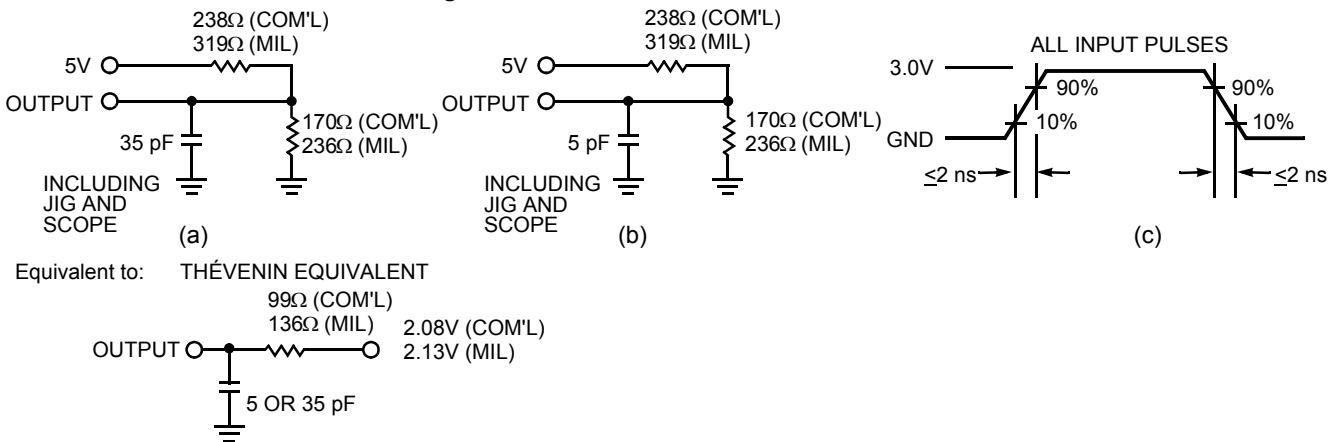 238Ω (COM'L)
319Ω (MIL)
5V
OUTPUT
35 pF
170Ω (COM'L)
236Ω (MIL)
INCLUDING
JIG AND
SCOPE
(a)
238Ω (COM'L)
319Ω (MIL)
5V
OUTPUT
5 pF
170Ω (COM'L)
236Ω (MIL)
INCLUDING
JIG AND
SCOPE
(b)
ALL INPUT PULSES
3.0V
90%
90%
10%
10%
GND
≤2 ns
≤2 ns
(c)
Equivalent to: THÉVENIN EQUIVALENT
99Ω (COM'L)
136Ω (MIL)
2.08V (COM'L)
2.13V (MIL)
OUTPUT
5 OR 35 pF